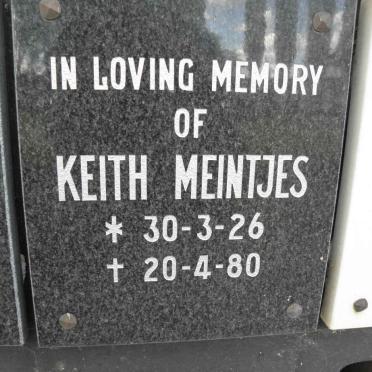 IN LOVING MEMORY
OF
KEITH MEINTJES
* 30-3-26
† 20-4-80